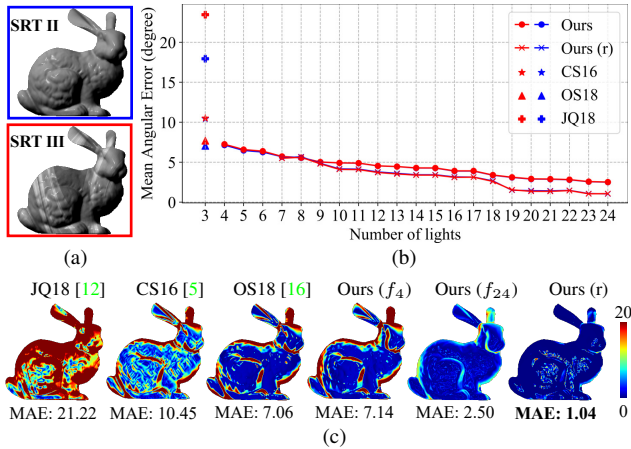 SRT II
SRT III
(a)
Mean Angular Error (degree)
20
15
10
5
0
3 4 5 6 7 8 9 10 11 12 13 14 15 16 17 18 19 20 21 22 23 24
Number of lights
Ours
Ours (r)
CS16
OS18
JQ18
(b)
JQ18 [12] CS16 [5] OS18 [16] Ours (f4) Ours (f24) Ours (r)
20
0
MAE: 21.22 MAE: 10.45 MAE: 7.06 MAE: 7.14 MAE: 2.50 MAE: 1.04
(c)